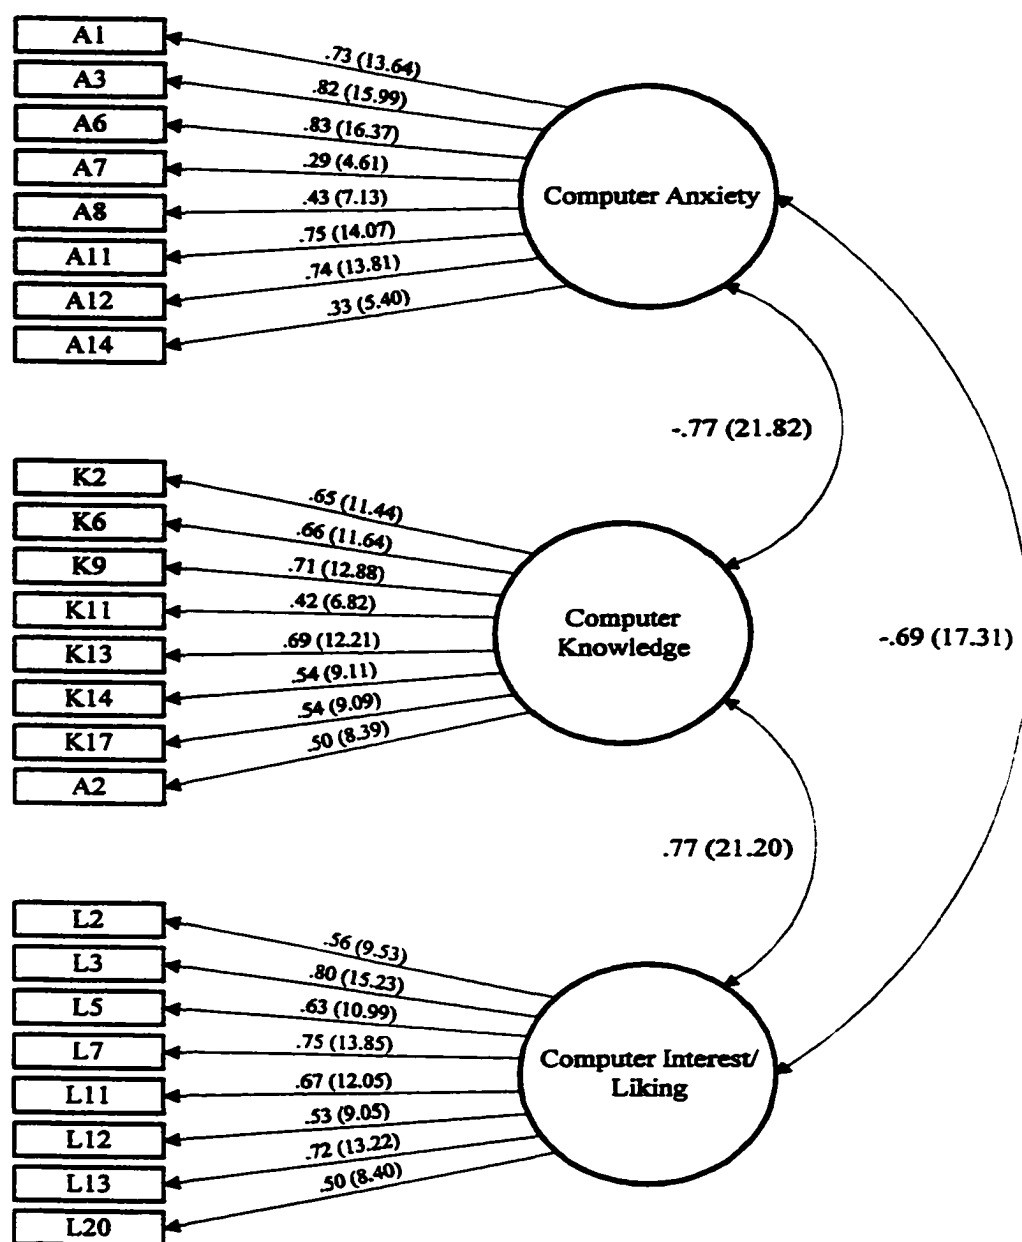 A1
.73 (13.64)
A3
.82 (15.99)
A6
.83 (16.37)
A7
.29 (4.61)
A8
.43 (7.13)
A11
.75 (14.07)
A12
.74 (13.81)
A14
.33 (5.40)
Computer Anxiety
-.77 (21.82)
K2
.65 (11.44)
K6
.66 (11.64)
K9
.71 (12.88)
K11
.42 (6.82)
K13
.69 (12.21)
K14
.54 (9.11)
K17
.54 (9.09)
A2
.50 (8.39)
Computer
Knowledge
-.69 (17.31)
.77 (21.20)
L2
.56 (9.53)
L3
.80 (15.23)
L5
.63 (10.99)
L7
.75 (13.85)
L11
.67 (12.05)
L12
.53 (9.05)
L13
.72 (13.22)
L20
.50 (8.40)
Computer Interest/
Liking